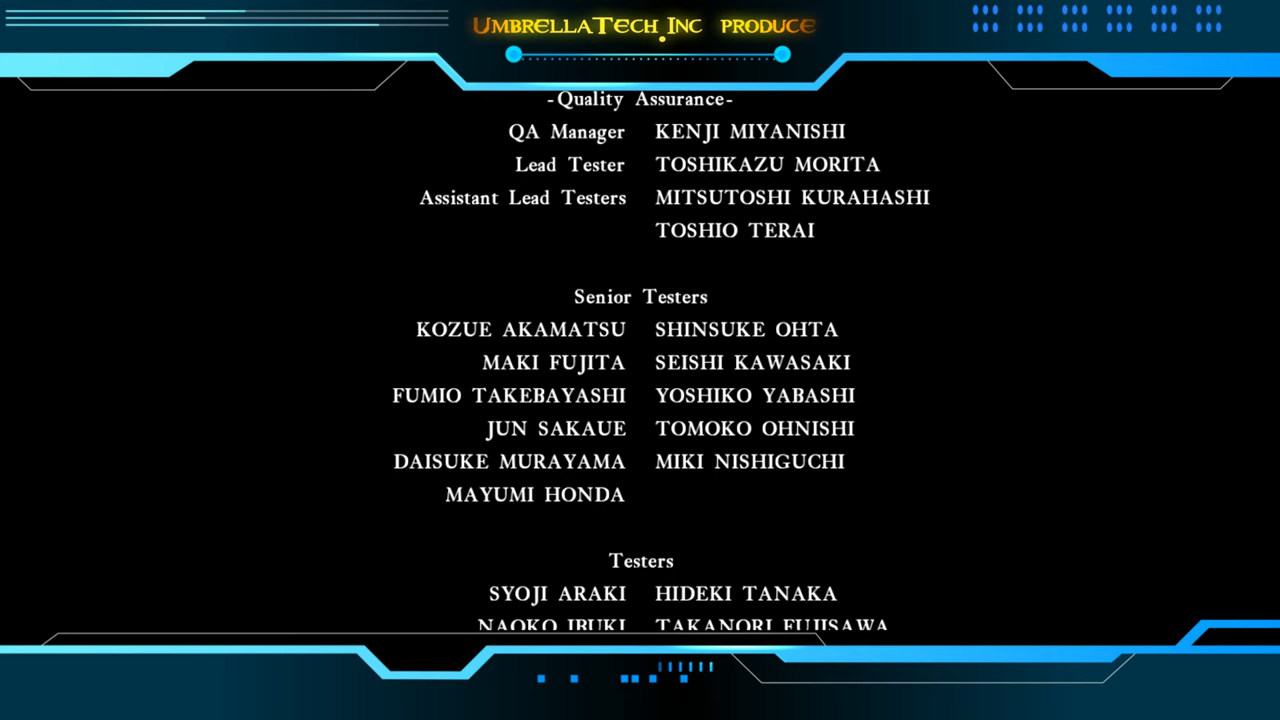 UmbrellaTech.Inc produce
-Quality Assurance-
QA Manager KENJI MIYANISHI
Lead Tester TOSHIKAZU MORITA
Assistant Lead Testers MITSUTOSHI KURAHASHI
TOSHIO TERAI
Senior Testers
KOZUE AKAMATSU SHINSUKE OHTA
MAKI FUJITA SEISHI KAWASAKI
FUMIO TAKEBAYASHI YOSHIKO YABASHI
JUN SAKAUE TOMOKO OHNISHI
DAISUKE MURAYAMA MIKI NISHIGUCHI
MAYUMI HONDA
Testers
SYOJI ARAKI HIDEKI TANAKA
NAOKO IBUKI TAKANORI FUJISAWA